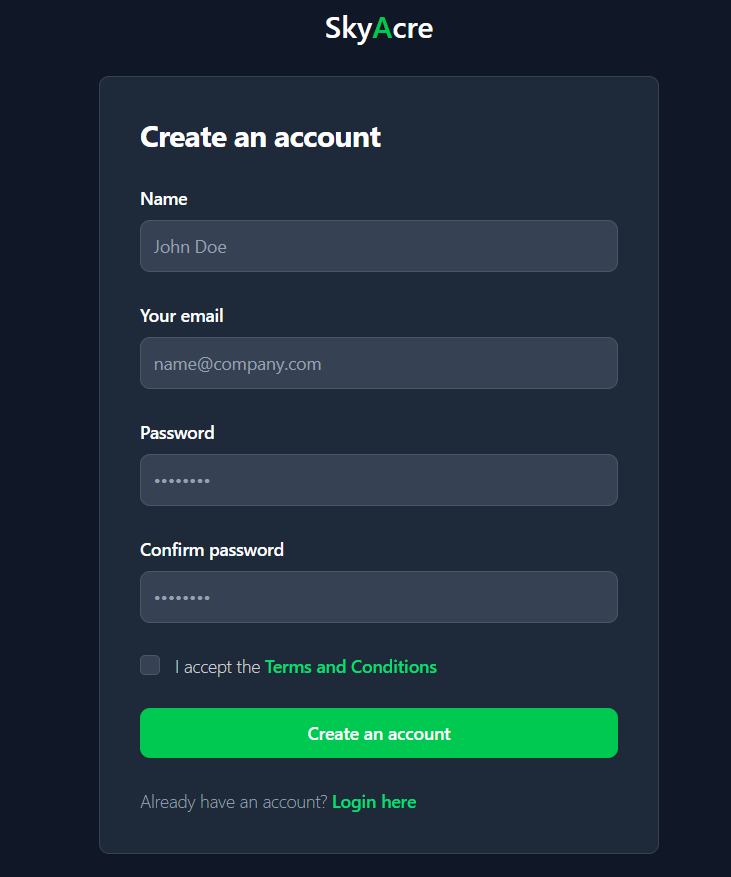 SkyAcre
Create an account
Name
John Doe
Your email
name@company.com
Password
••••••••
Confirm password
••••••••
I accept the Terms and Conditions
Create an account
Already have an account? Login here